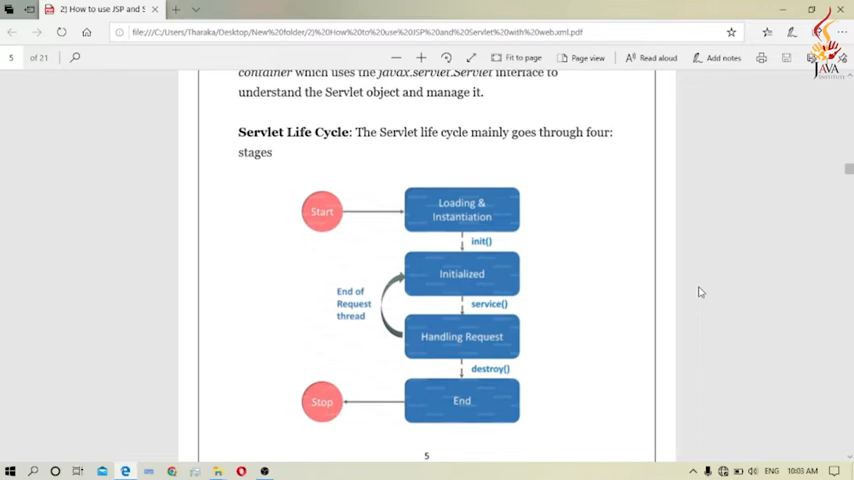 2) How to use JSP and S
file:///C:/Users/Tharaka/Desktop/New%20folder/2)%20How%20to%20use%20JSP%20and%20Servlet%20with%20web.xml.pdf
5 of 21
Fit to page
Page view
Read aloud
Add notes
JAVA
INSTITUTE
container which uses the javax.servlet.Servlet interface to
understand the Servlet object and manage it.
Servlet Life Cycle: The Servlet life cycle mainly goes through four:
stages
Start
Loading &
Instantiation
init()
Initialized
End of
Request
thread
service()
Handling Request
destroy()
Stop
End
5
ENG
10:03 AM